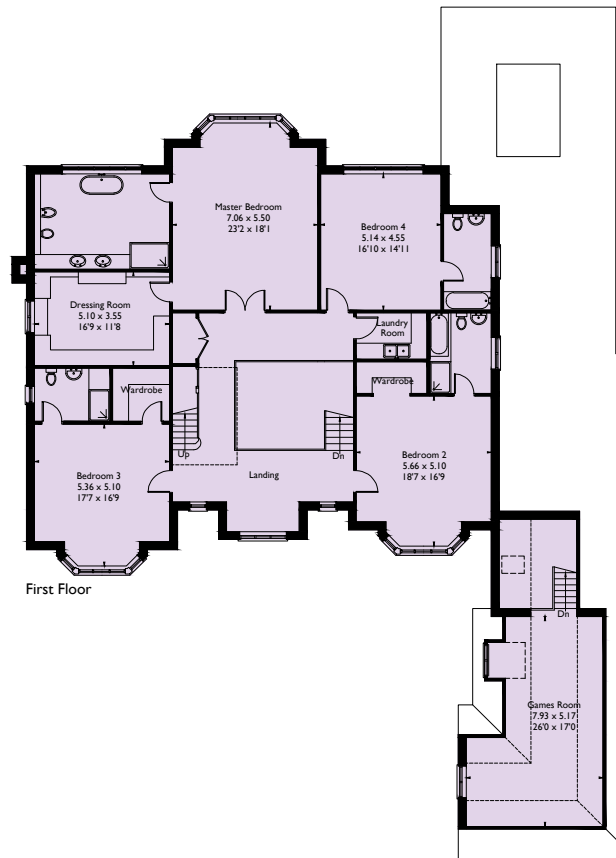 Master Bedroom
7.06 x 5.50
23'2 x 18'1
Bedroom 4
5.14 x 4.55
16'10 x 14'11
Dressing Room
5.10 x 3.55
16'9 x 11'8
Laundry
Room
Wardrobe
Wardrobe
Up
Dn
Landing
Bedroom 3
5.36 x 5.10
17'7 x 16'9
Bedroom 2
5.66 x 5.10
18'7 x 16'9
First Floor
Dn
Games Room
7.93 x 5.17
26'0 x 17'0